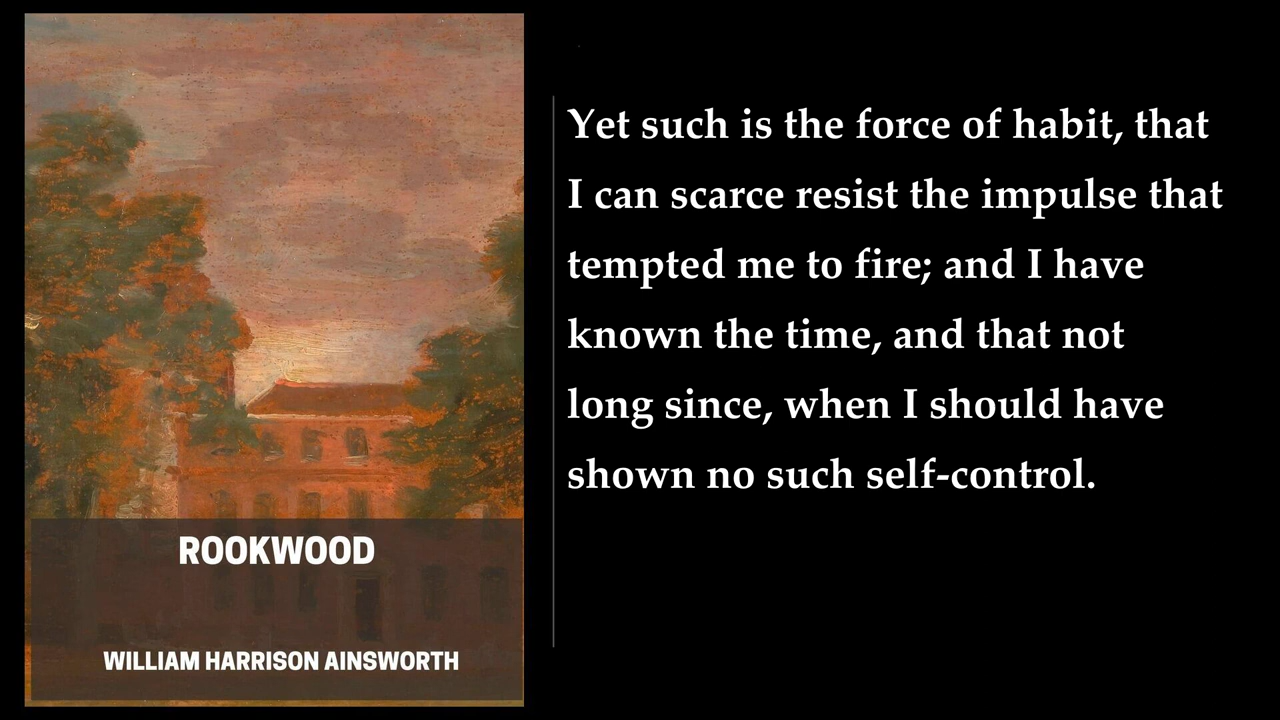 Yet such is the force of habit, that
I can scarce resist the impulse that
tempted me to fire; and I have
known the time, and that not
long since, when I should have
shown no such self-control.
ROOKWOOD
WILLIAM HARRISON AINSWORTH